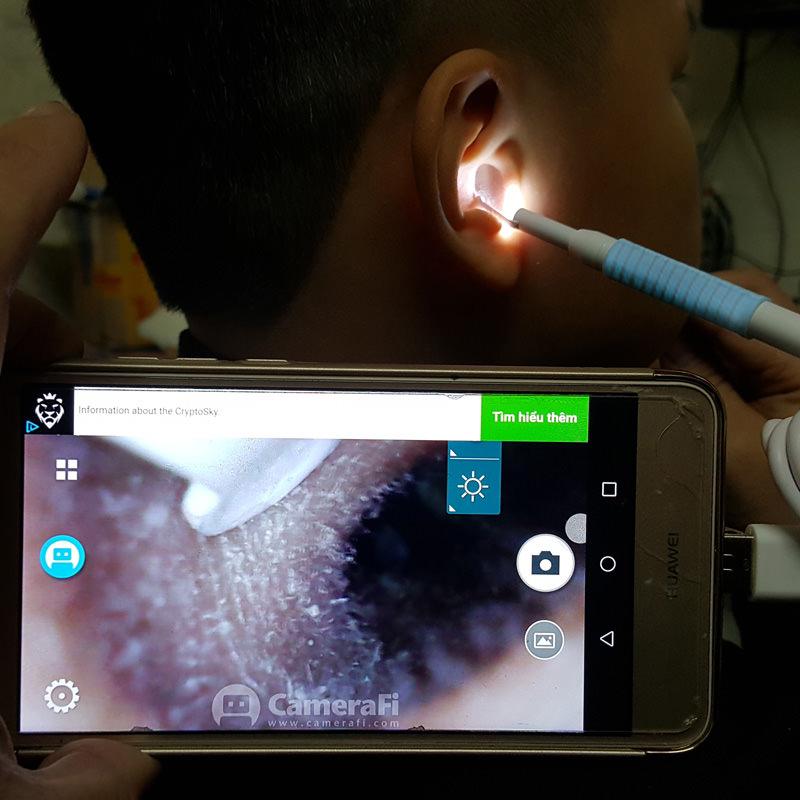 Information about the CryptoSky.
Tìm hiểu thêm
HUAWEI
CameraFi
www.camerafi.com